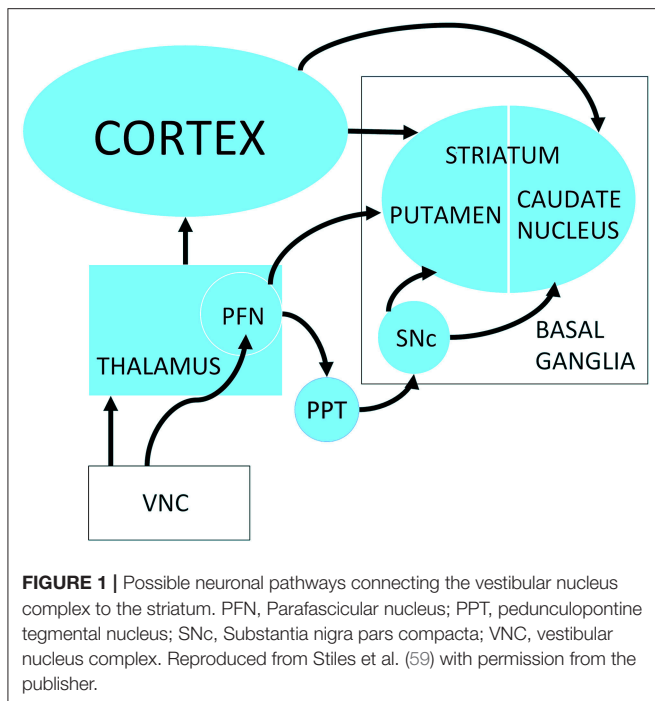 CORTEX
STRIATUM
PUTAMEN
CAUDATE
NUCLEUS
PFN
THALAMUS
SNc
BASAL
GANGLIA
PPT
VNC
FIGURE 1 | Possible neuronal pathways connecting the vestibular nucleus
complex to the striatum. PFN, Parafascicular nucleus; PPT, pedunculopontine
tegmental nucleus; SNc, Substantia nigra pars compacta; VNC, vestibular
nucleus complex. Reproduced from Stiles et al. (59) with permission from the
publisher.